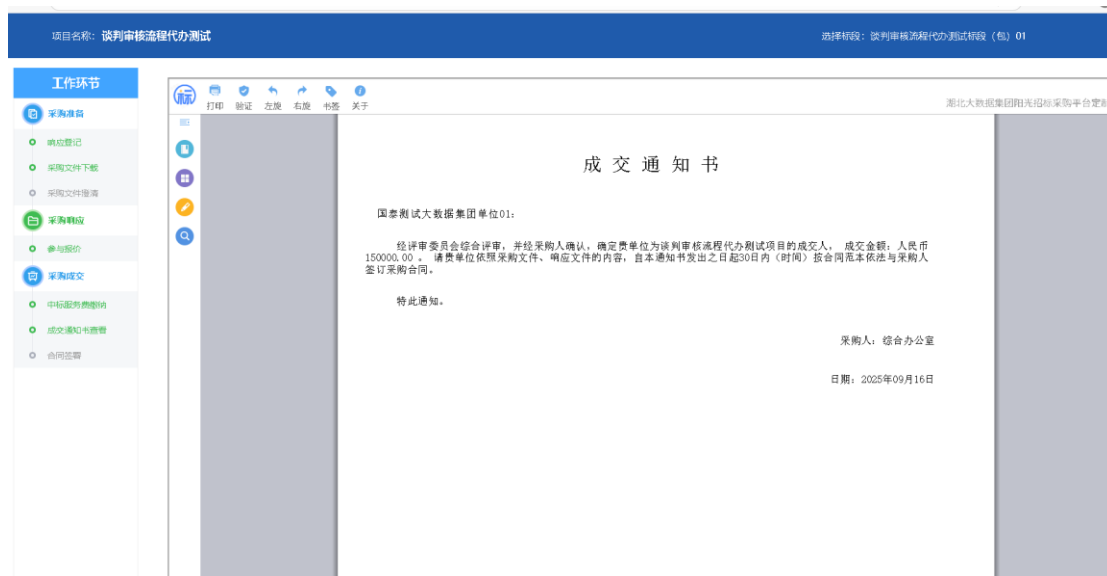 项目名称：谈判审核流程代办测试
选择标段：谈判审核流程代办测试标段（包）01
工作环节
采购准备
响应登记
采购文件下载
采购文件澄清
采购响应
参与报价
采购成交
中标服务费缴纳
成交通知书查看
合同签署
标
打印 验证 左旋 右旋 书签 关于
湖北大数据集团阳光招标采购平台定制
成交通知书
国泰测试大数据集团单位01：
经评审委员会综合评审，并经采购人确认，确定贵单位为谈判审核流程代办测试项目的成交人， 成交金额：人民币
150000.00 。 请贵单位依照采购文件、响应文件的内容，自本通知书发出之日起30日内（时间）按合同范本依法与采购人
签订采购合同。
特此通知。
采购人：综合办公室
日期：2025年09月16日